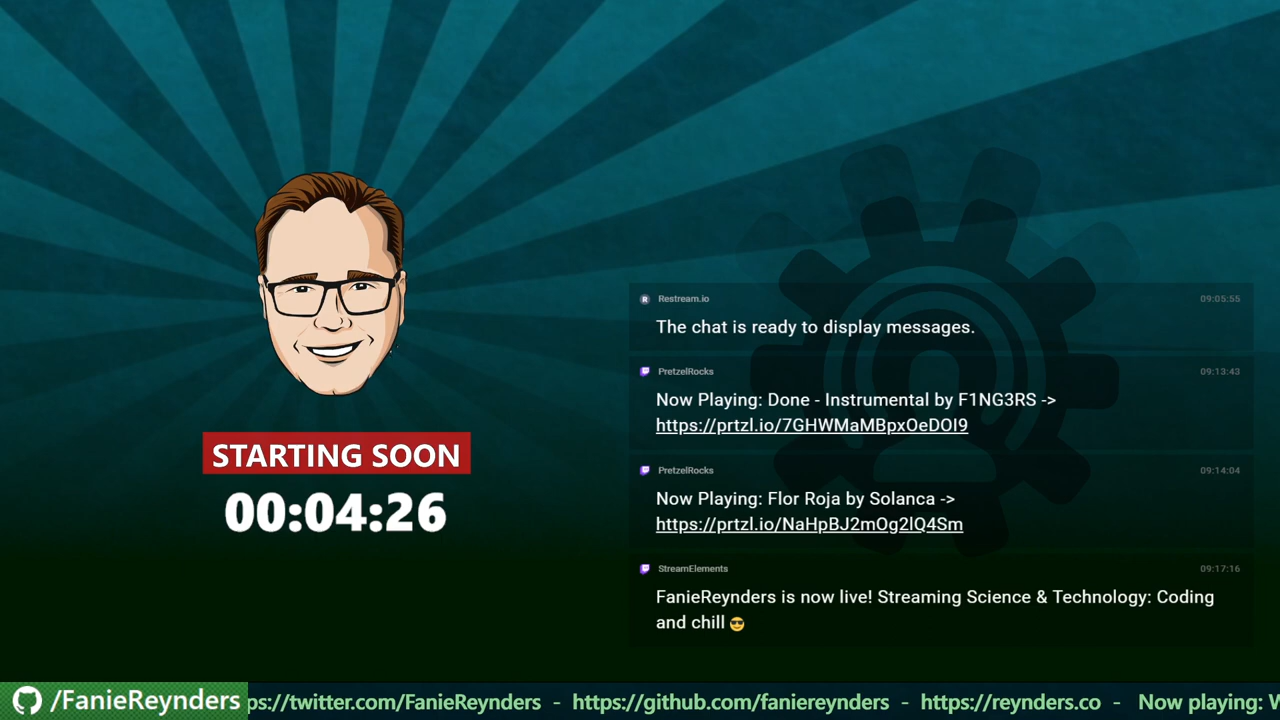 Restream.io 09:05:55
The chat is ready to display messages.
PretzelRocks 09:13:43
Now Playing: Done - Instrumental by F1NG3RS ->
https://prtzl.io/7GHWMaMBpxOeDOI9
PretzelRocks 09:14:04
Now Playing: Flor Roja by Solanca ->
https://prtzl.io/NaHpBJ2mOg2lQ4Sm
StreamElements 09:17:16
FanieReynders is now live! Streaming Science & Technology: Coding
and chill 😎
STARTING SOON
00:04:26
/FanieReynders ps://twitter.com/FanieReynders - https://github.com/faniereynders - https://reynders.co - Now playing: